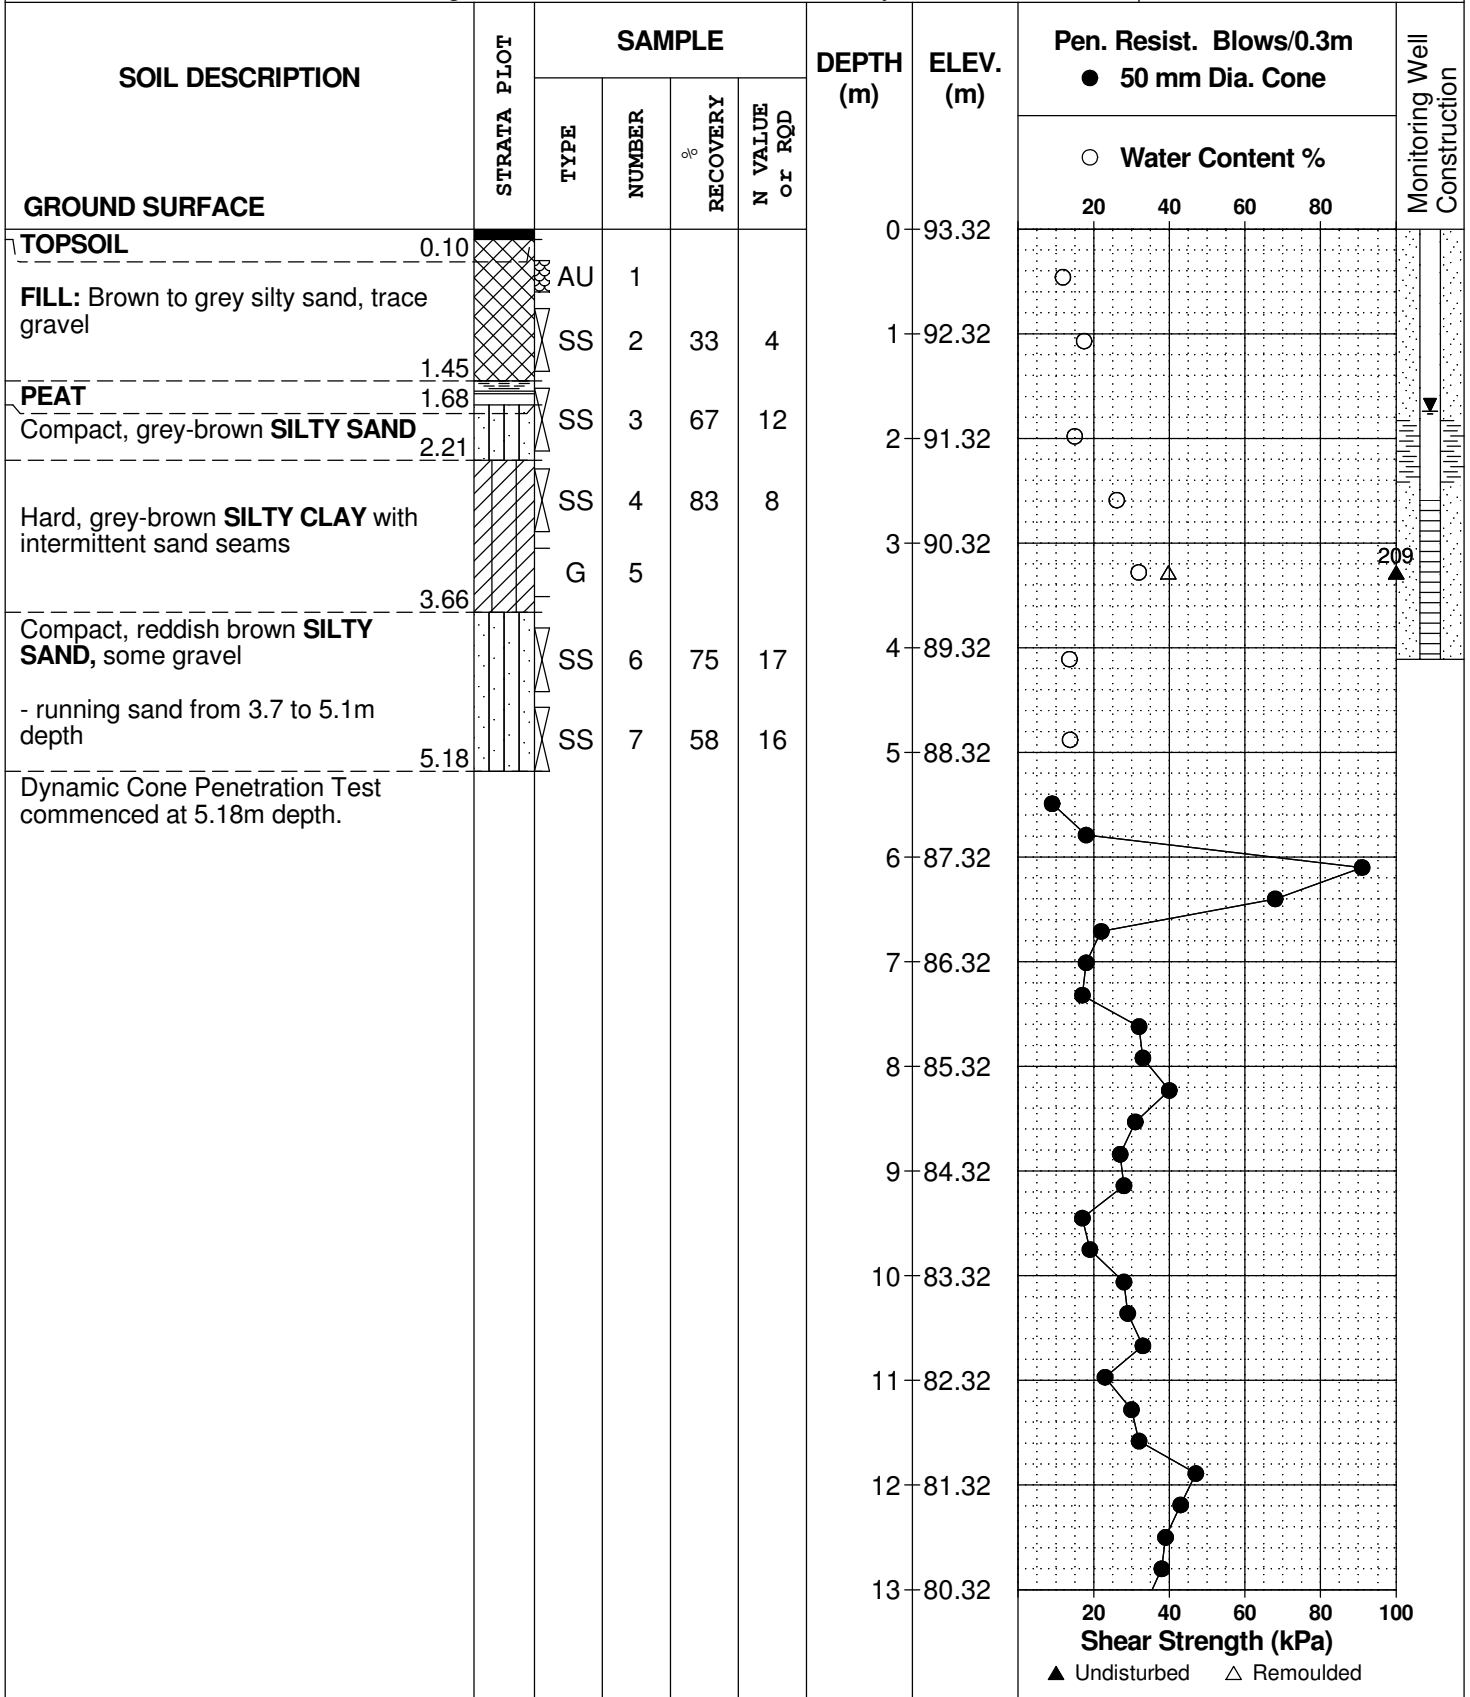 SOIL DESCRIPTION
GROUND SURFACE
STRATA PLOT
SAMPLE
TYPE
NUMBER
% RECOVERY
N VALUE or RQD
DEPTH (m)
ELEV. (m)
Pen. Resist. Blows/0.3m
● 50 mm Dia. Cone
○ Water Content %
20 40 60 80
Monitoring Well Construction
TOPSOIL 0.10
FILL: Brown to grey silty sand, trace
gravel
1.45
PEAT
1.68
Compact, grey-brown SILTY SAND
2.21
Hard, grey-brown SILTY CLAY with
intermittent sand seams
3.66
Compact, reddish brown SILTY
SAND, some gravel
- running sand from 3.7 to 5.1m
depth
5.18
Dynamic Cone Penetration Test
commenced at 5.18m depth.
AU 1
SS 2 33 4
SS 3 67 12
SS 4 83 8
G 5
SS 6 75 17
SS 7 58 16
0 93.32
1 92.32
2 91.32
3 90.32
4 89.32
5 88.32
6 87.32
7 86.32
8 85.32
9 84.32
10 83.32
11 82.32
12 81.32
13 80.32
209
20 40 60 80 100
Shear Strength (kPa)
▲ Undisturbed △ Remoulded